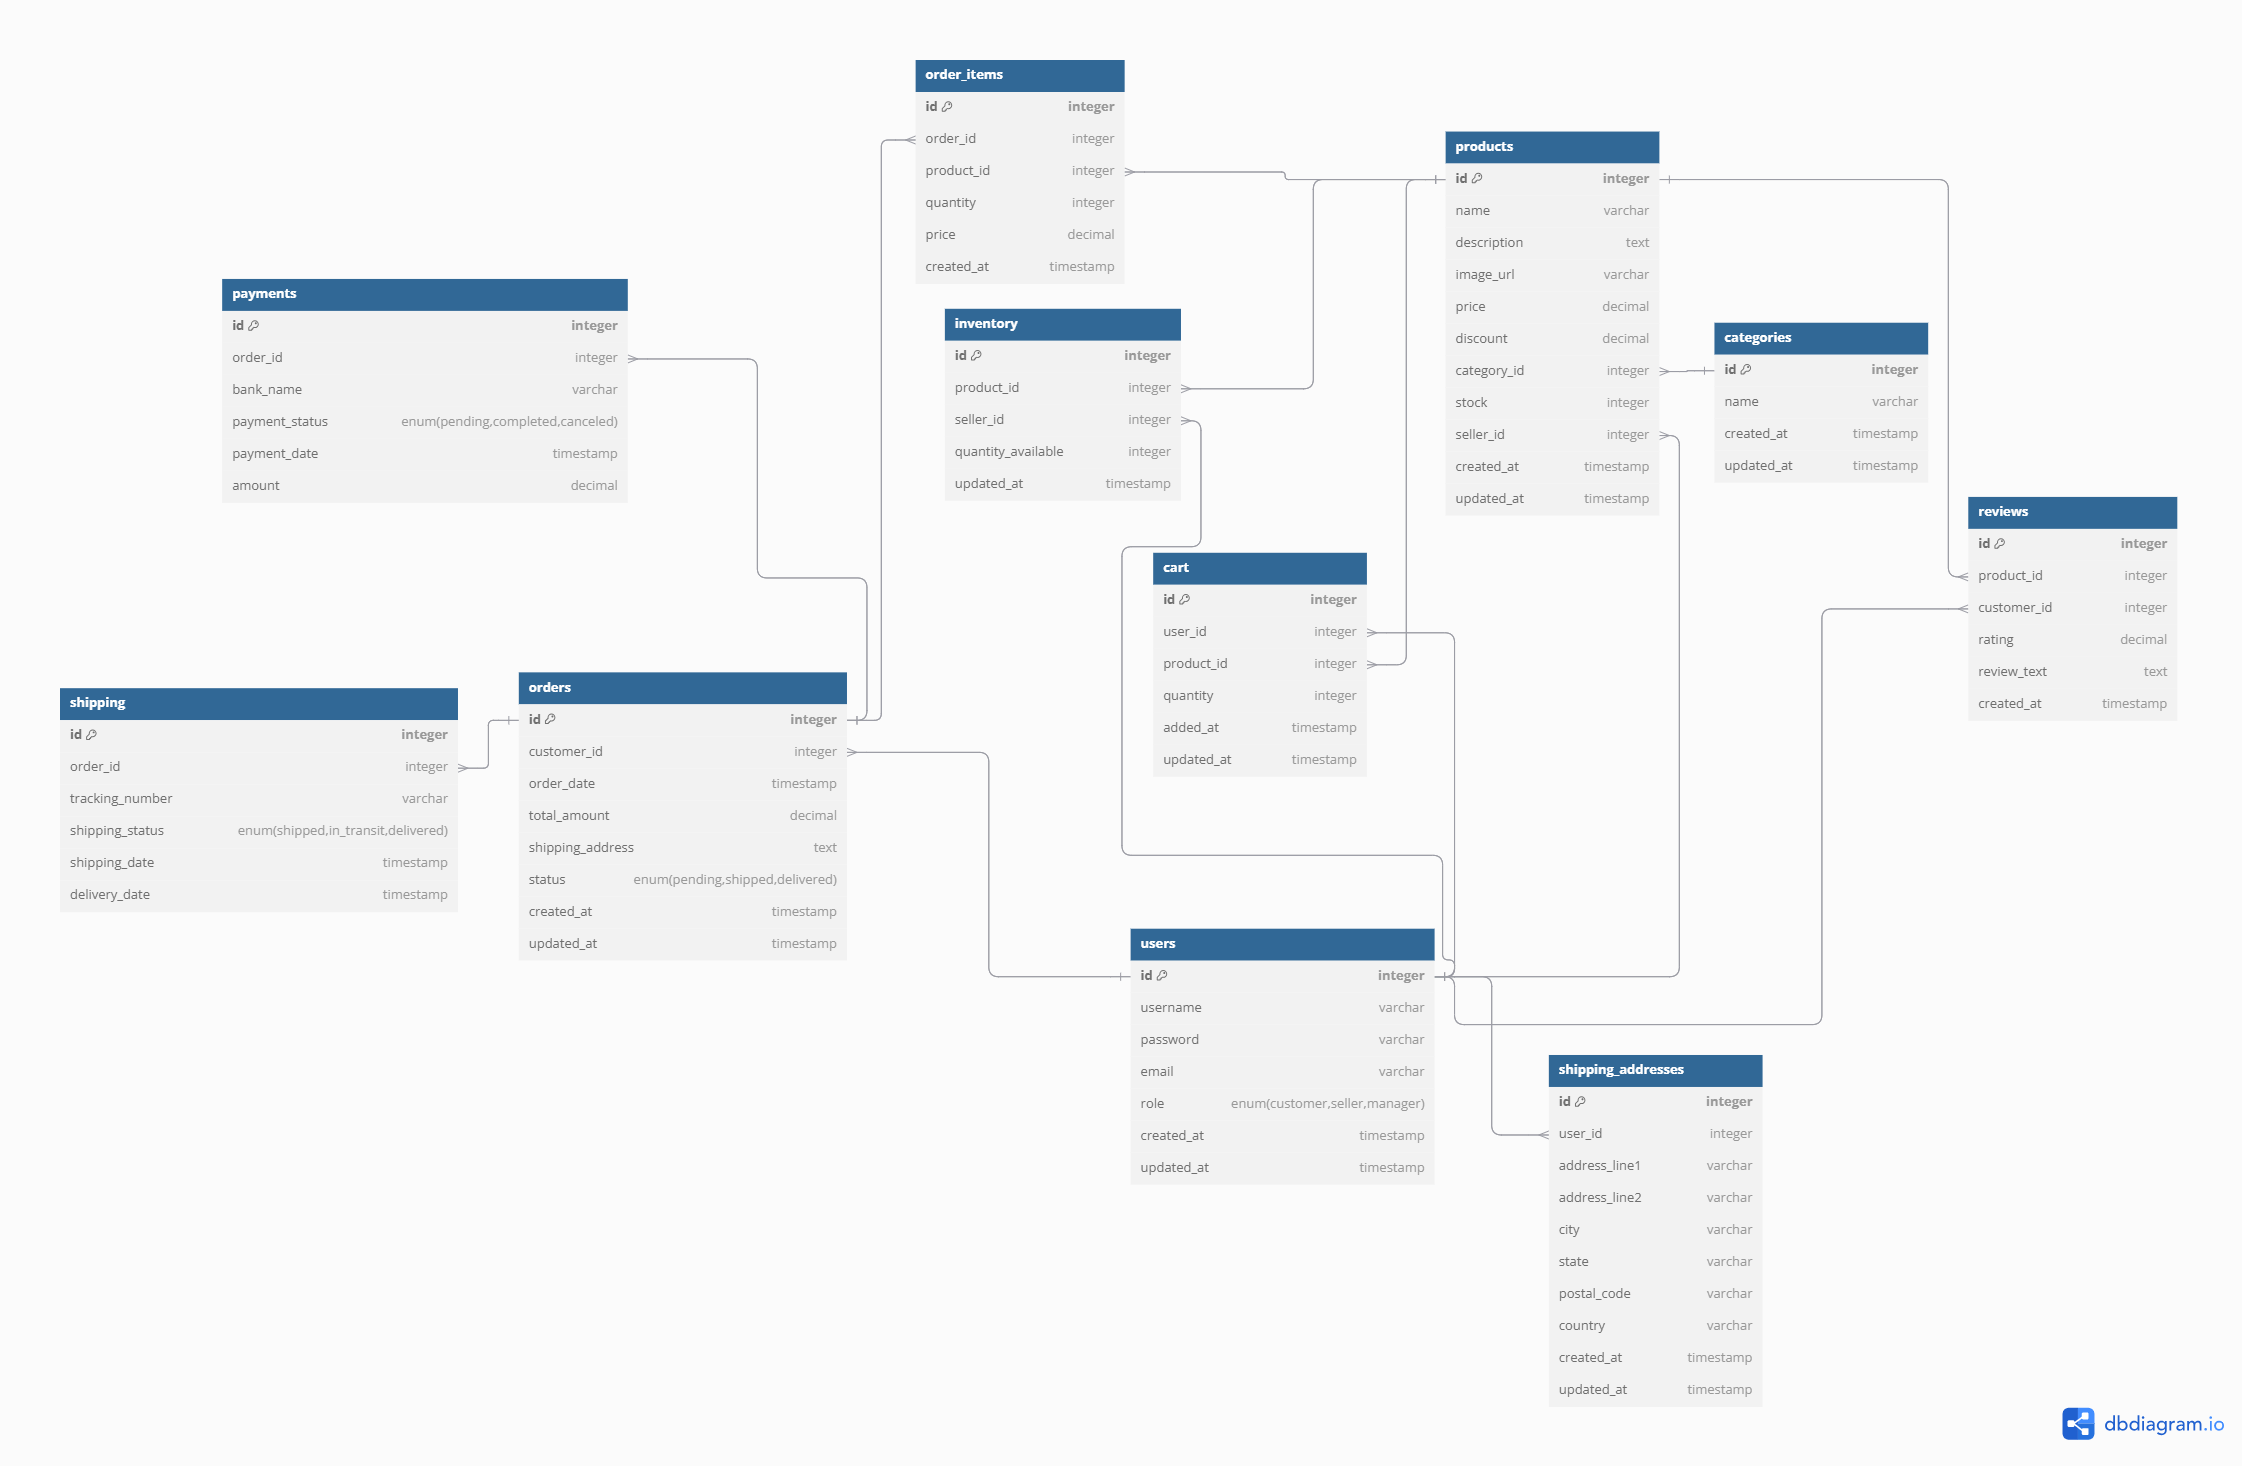 order_items
id integer
order_id integer
product_id integer
quantity integer
price decimal
created_at timestamp
products
id integer
name varchar
description text
image_url varchar
price decimal
discount decimal
category_id integer
stock integer
seller_id integer
created_at timestamp
updated_at timestamp
payments
id integer
order_id integer
bank_name varchar
payment_status enum(pending,completed,canceled)
payment_date timestamp
amount decimal
inventory
id integer
product_id integer
seller_id integer
quantity_available integer
updated_at timestamp
categories
id integer
name varchar
created_at timestamp
updated_at timestamp
reviews
id integer
product_id integer
customer_id integer
rating decimal
review_text text
created_at timestamp
cart
id integer
user_id integer
product_id integer
quantity integer
added_at timestamp
updated_at timestamp
shipping
id integer
order_id integer
tracking_number varchar
shipping_status enum(shipped,in_transit,delivered)
shipping_date timestamp
delivery_date timestamp
orders
id integer
customer_id integer
order_date timestamp
total_amount decimal
shipping_address text
status enum(pending,shipped,delivered)
created_at timestamp
updated_at timestamp
users
id integer
username varchar
password varchar
email varchar
role enum(customer,seller,manager)
created_at timestamp
updated_at timestamp
shipping_addresses
id integer
user_id integer
address_line1 varchar
address_line2 varchar
city varchar
state varchar
postal_code varchar
country varchar
created_at timestamp
updated_at timestamp
dbdiagram.io